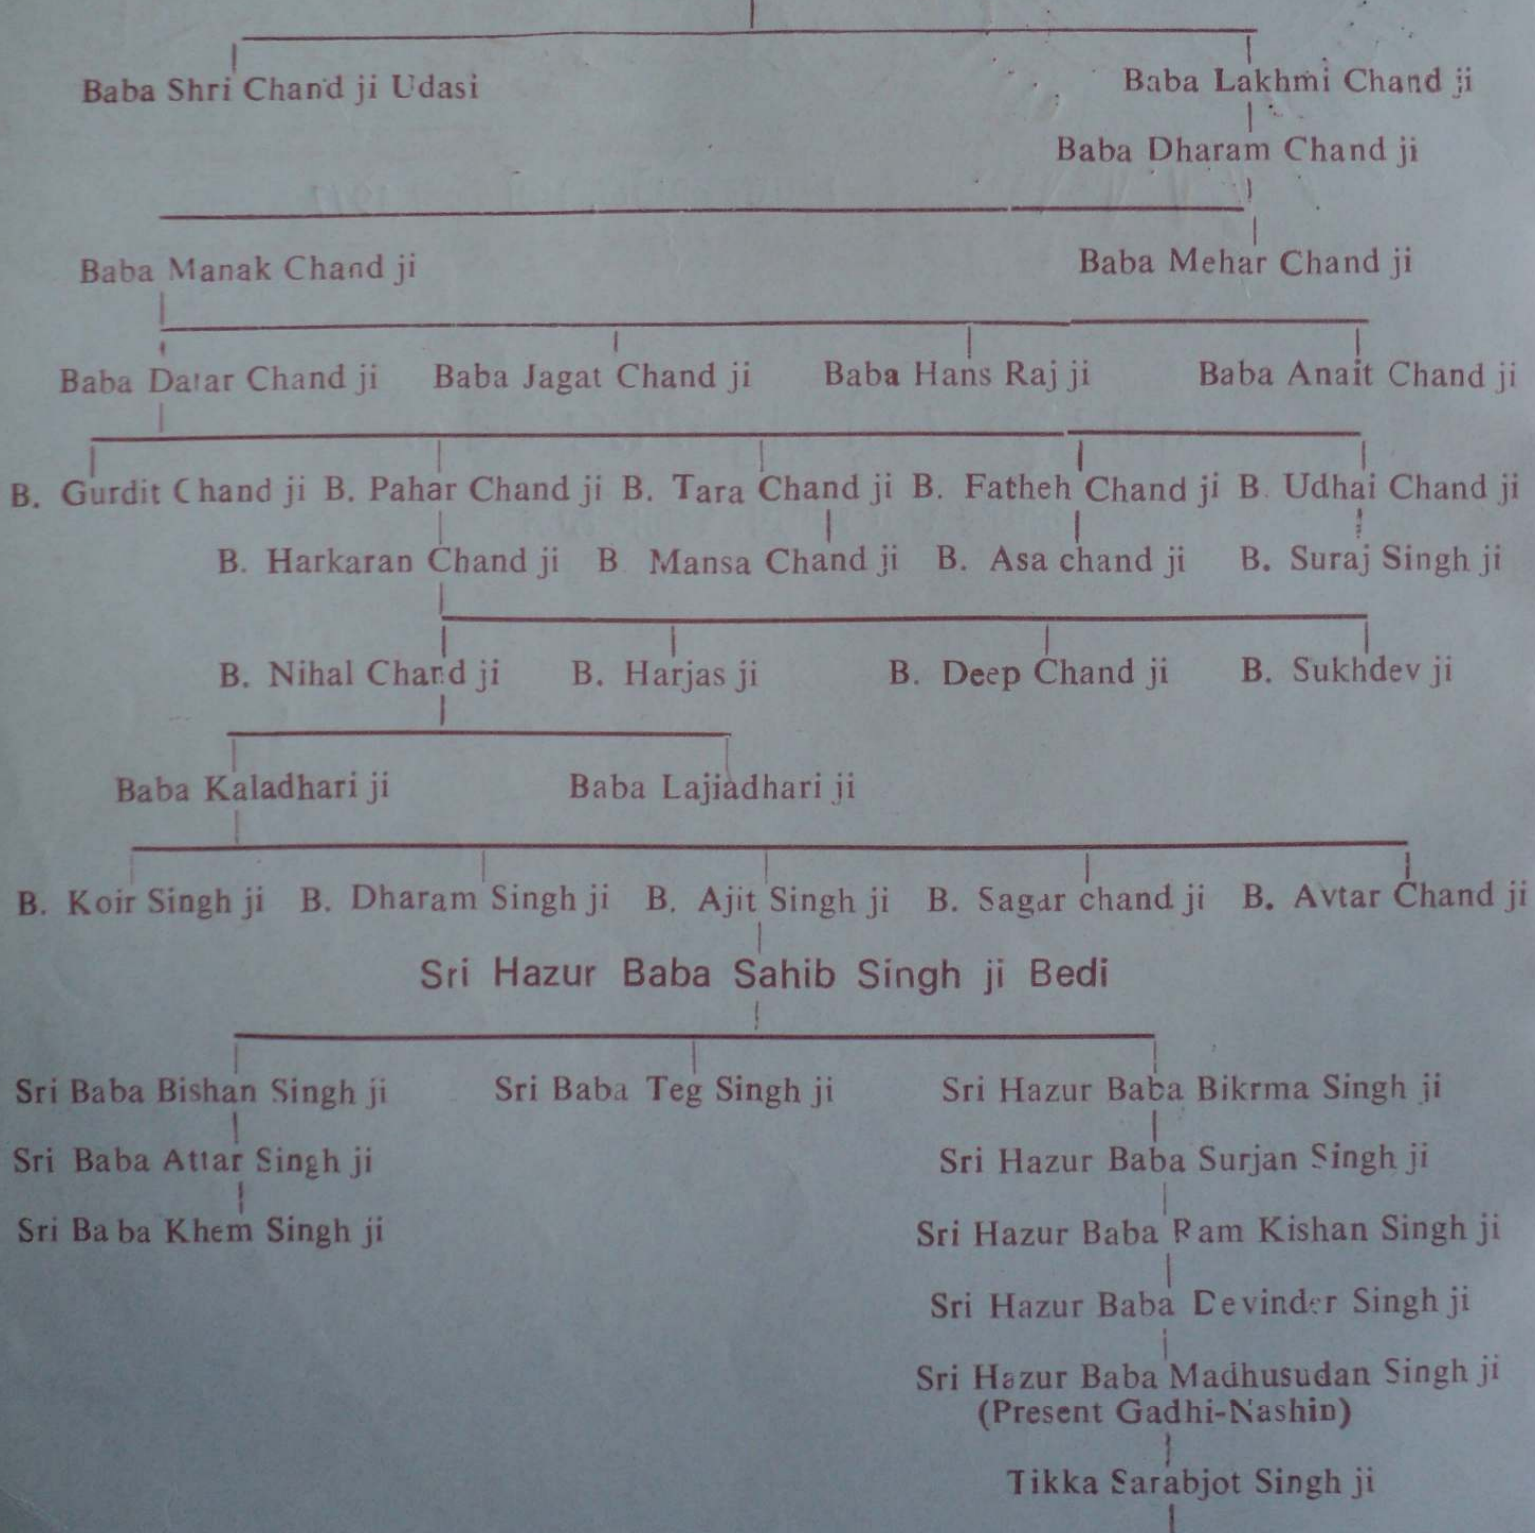 Baba Shri Chand ji Udasi Baba Lakhmi Chand ji
Baba Dharam Chand ji
Baba Manak Chand ji Baba Mehar Chand ji
Baba Datar Chand ji Baba Jagat Chand ji Baba Hans Raj ji Baba Anait Chand ji
B. Gurdit Chand ji B. Pahar Chand ji B. Tara Chand ji B. Fatheh Chand ji B. Udhai Chand ji
B. Harkaran Chand ji B Mansa Chand ji B. Asa chand ji B. Suraj Singh ji
B. Nihal Chand ji B. Harjas ji B. Deep Chand ji B. Sukhdev ji
Baba Kaladhari ji Baba Lajiadhari ji
B. Koir Singh ji B. Dharam Singh ji B. Ajit Singh ji B. Sagar chand ji B. Avtar Chand ji
Sri Hazur Baba Sahib Singh ji Bedi
Sri Baba Bishan Singh ji Sri Baba Teg Singh ji Sri Hazur Baba Bikrma Singh ji
Sri Baba Attar Singh ji Sri Hazur Baba Surjan Singh ji
Sri Baba Khem Singh ji Sri Hazur Baba Ram Kishan Singh ji
Sri Hazur Baba Devinder Singh ji
Sri Hazur Baba Madhusudan Singh ji
(Present Gadhi-Nashin)
Tikka Sarabjot Singh ji